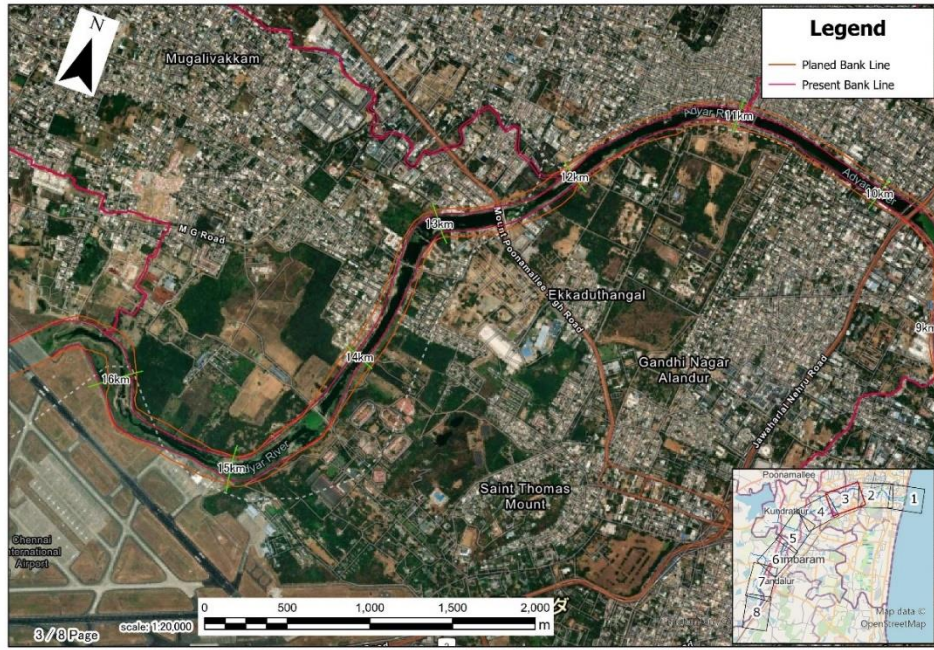 N
Mugalivakkam
Legend
Planed Bank Line
Present Bank Line
11km
12km
10km
13km
M G Road
Mount Poonamallee High Road
Ekkaduthangal
9km
14km
Gandhi Nagar
Alandur
Jawaharlal Nehru Road
16km
15km
Adyar River
Saint Thomas
Mount
Chennai
International
Airport
0 500 1,000 1,500 2,000
m
scale: 1:20,000
3 / 8 Page
Poonamallee
Kundrathur
1
2
3
4
5
6
7
8
Map data ©
OpenStreetMap